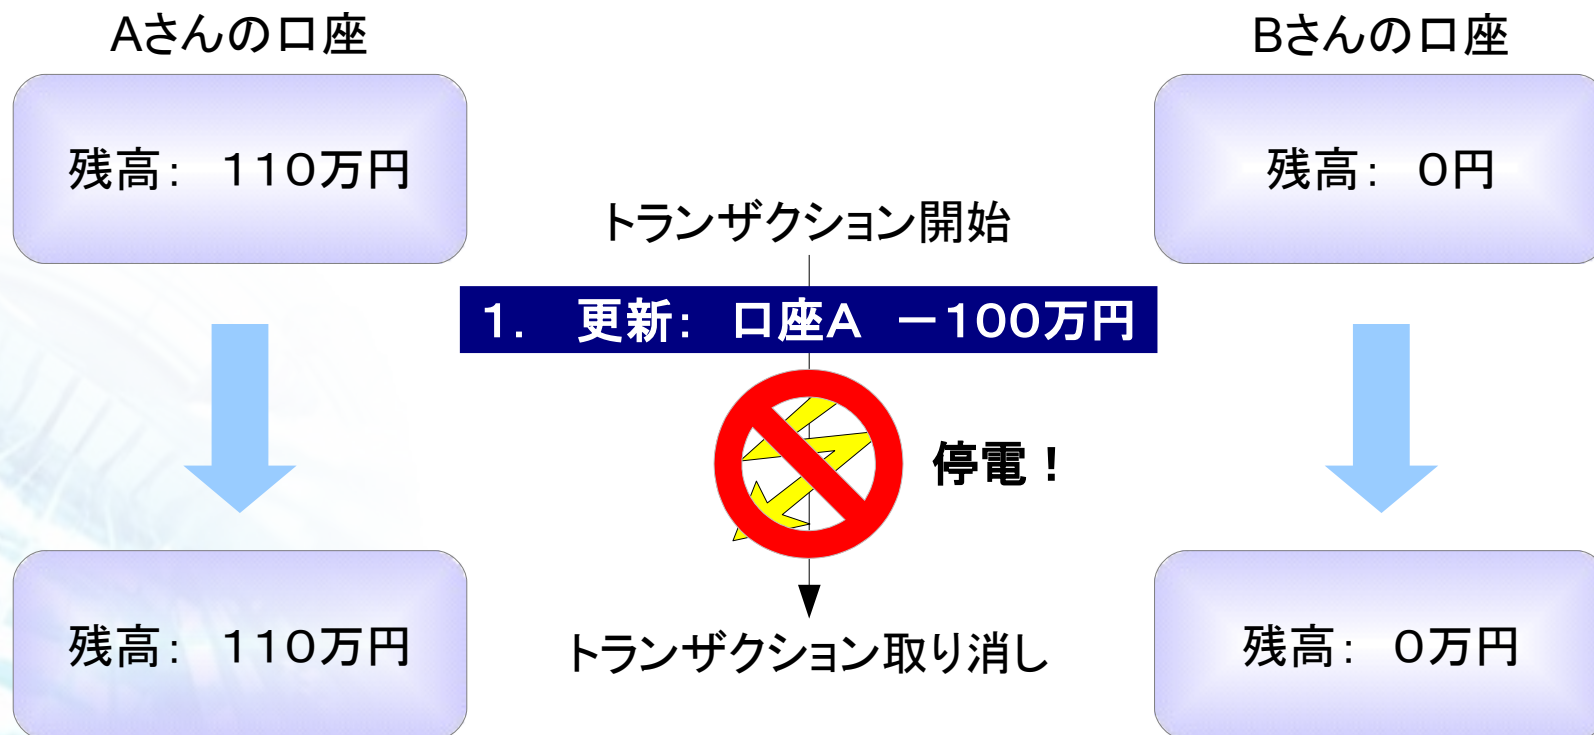 Aさんの口座
Bさんの口座
残高： １１０万円
残高： ０円
トランザクション開始
１． 更新： 口座A －１００万円
停電！
トランザクション取り消し
残高： １１０万円
残高： ０万円